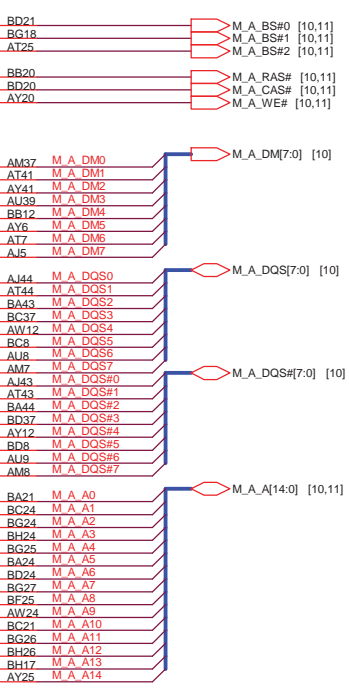 BD21 M_A_BS#0 [10,11]
BG18 M_A_BS#1 [10,11]
AT25 M_A_BS#2 [10,11]
BB20 M_A_RAS# [10,11]
BD20 M_A_CAS# [10,11]
AY20 M_A_WE# [10,11]
M_A_DM[7:0] [10]
AM37 M_A_DM0
AT41 M_A_DM1
AY41 M_A_DM2
AU39 M_A_DM3
BB12 M_A_DM4
AY6 M_A_DM5
AT7 M_A_DM6
AJ5 M_A_DM7
M_A_DQS[7:0] [10]
AJ44 M_A_DQS0
AT44 M_A_DQS1
BA43 M_A_DQS2
BC37 M_A_DQS3
AW12 M_A_DQS4
BC8 M_A_DQS5
AU8 M_A_DQS6
AM7 M_A_DQS7
M_A_DQS#[7:0] [10]
AJ43 M_A_DQS#0
AT43 M_A_DQS#1
BA44 M_A_DQS#2
BD37 M_A_DQS#3
AY12 M_A_DQS#4
BD8 M_A_DQS#5
AU9 M_A_DQS#6
AM8 M_A_DQS#7
M_A_A[14:0] [10,11]
BA21 M_A_A0
BC24 M_A_A1
BG24 M_A_A2
BH24 M_A_A3
BG25 M_A_A4
BA24 M_A_A5
BD24 M_A_A6
BG27 M_A_A7
BF25 M_A_A8
AW24 M_A_A9
BC21 M_A_A10
BG26 M_A_A11
BH26 M_A_A12
BH17 M_A_A13
AY25 M_A_A14